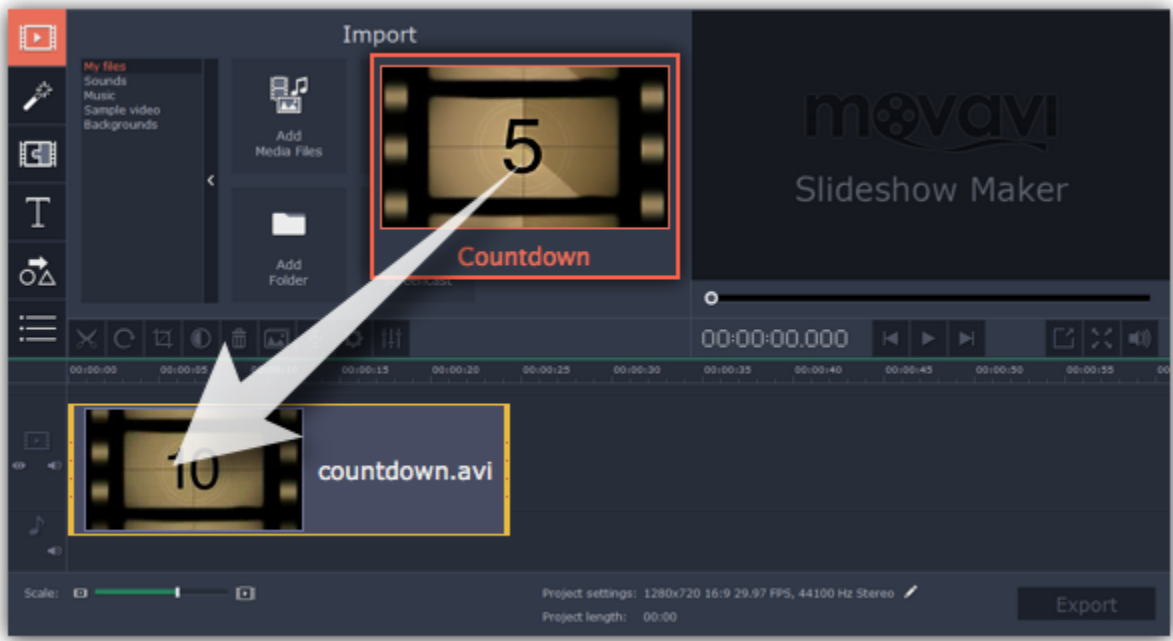 Import
My files
Sounds
Music
Sample video
Backgrounds
Add
Media Files
Add
Folder
5
Countdown
movavi
Slideshow Maker
00:00:00.000
00:00:00 00:00:05 00:00:15 00:00:20 00:00:25 00:00:30 00:00:35 00:00:40 00:00:45 00:00:50 00:00:55 00
10
countdown.avi
Scale:
Project settings: 1280x720 16:9 29.97 FPS, 44100 Hz Stereo
Project length: 00:00
Export